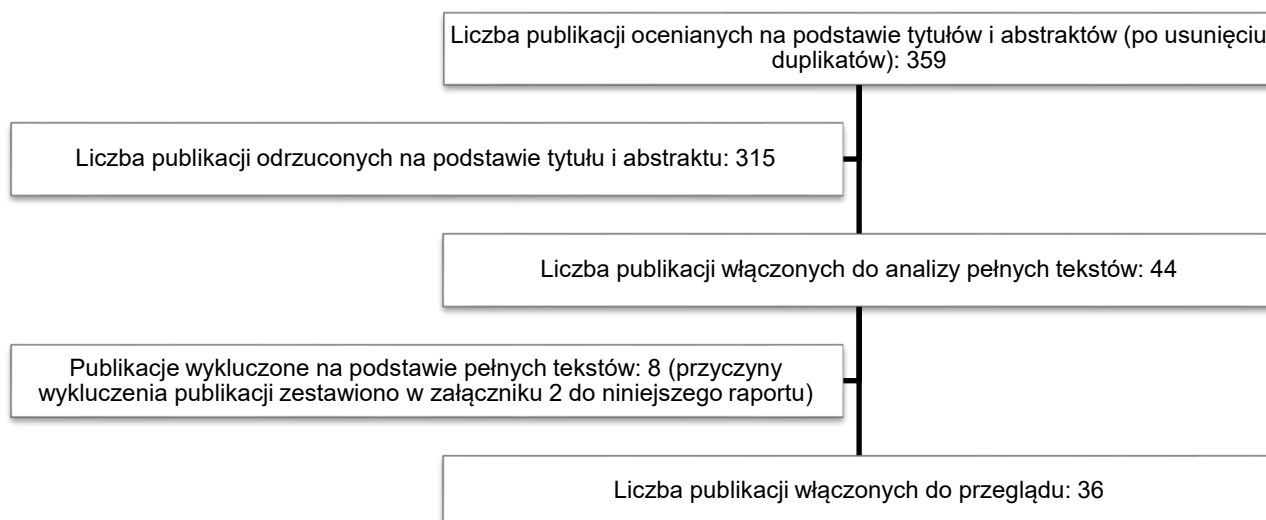 Liczba publikacji ocenianych na podstawie tytułów i abstraktów (po usunięciu
duplikatów): 359
Liczba publikacji odrzuconych na podstawie tytułu i abstraktu: 315
Liczba publikacji włączonych do analizy pełnych tekstów: 44
Publikacje wykluczone na podstawie pełnych tekstów: 8 (przyczyny
wykluczenia publikacji zestawiono w załączniku 2 do niniejszego raportu)
Liczba publikacji włączonych do przeglądu: 36